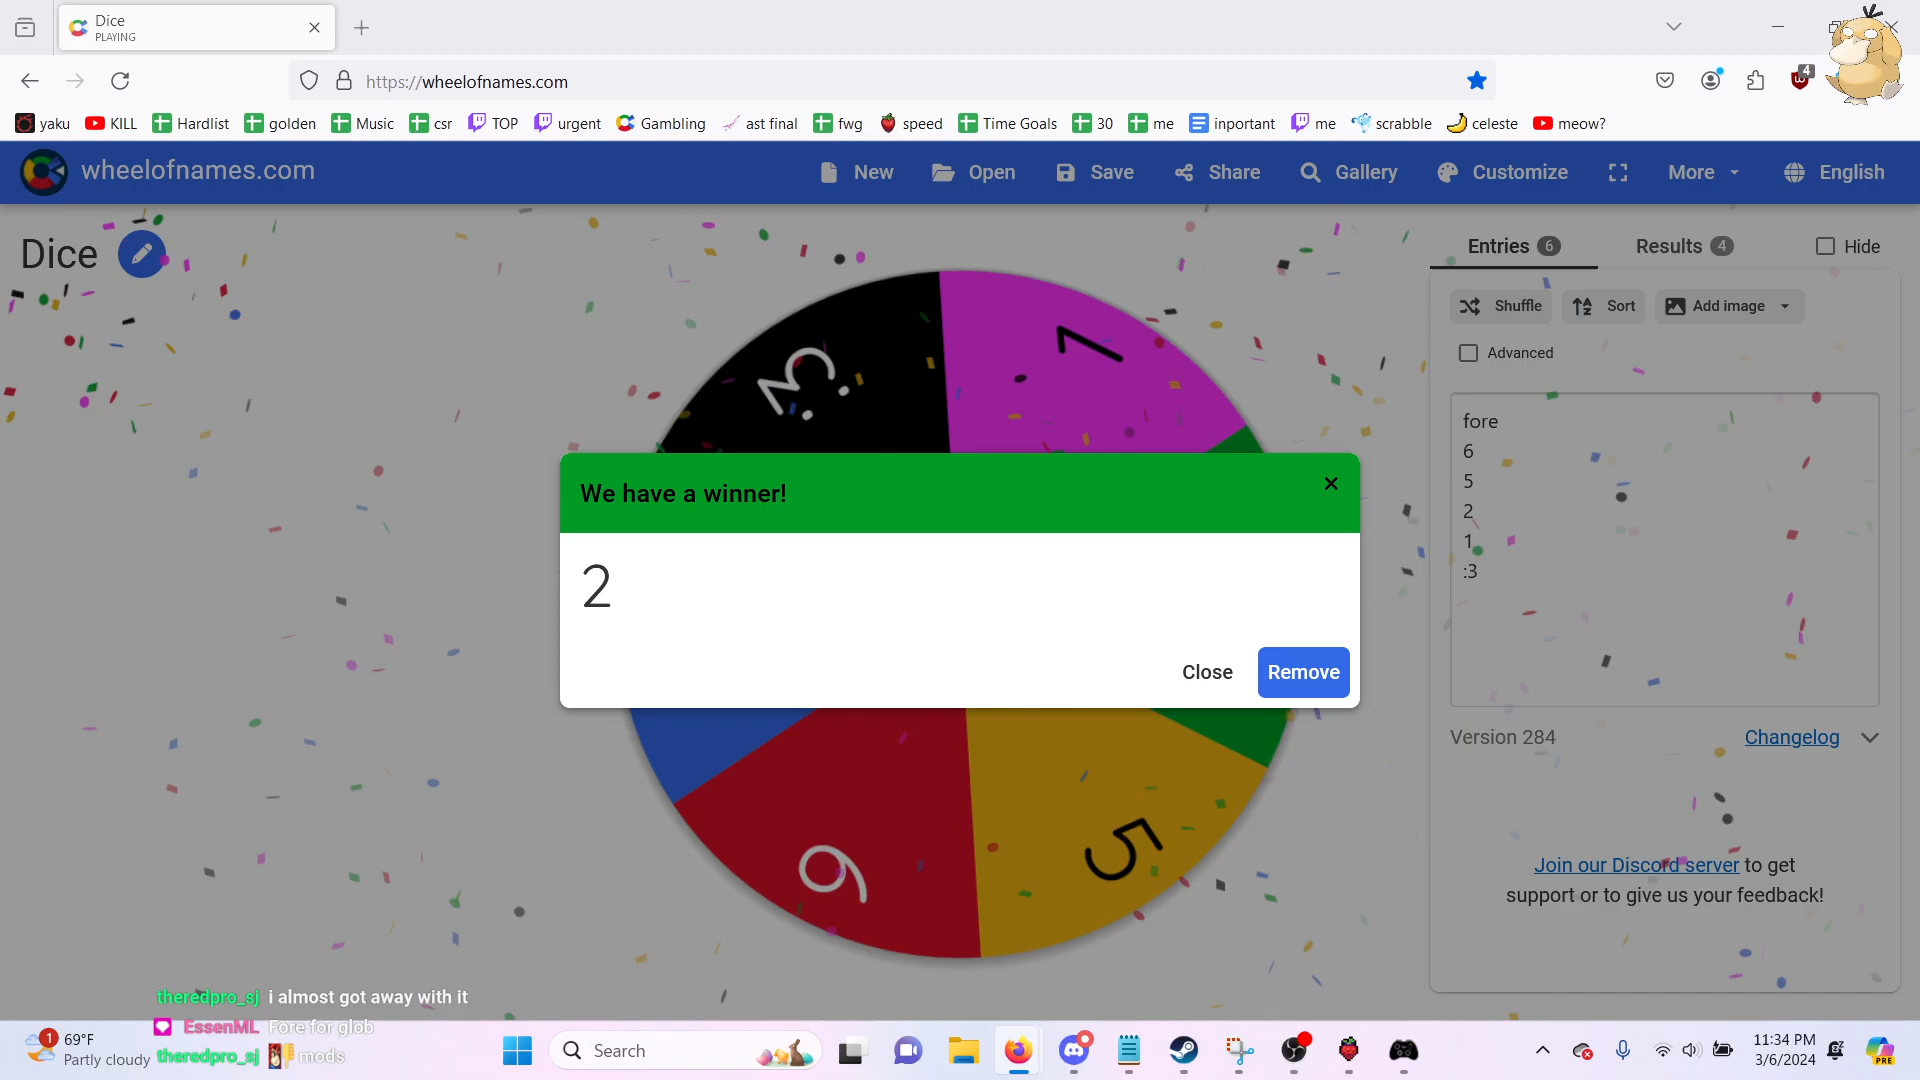 Dice
PLAYING
https://wheelofnames.com
4
yaku KILL Hardlist golden Music csr TOP urgent Gambling ast final fwg speed Time Goals 30 me inportant me scrabble celeste meow?
wheelofnames.com New Open Save Share Gallery Customize More English
Dice
Entries 6 Results 4 Hide
Shuffle Sort Add image
Advanced
fore
6
5
2
1
:3
:3
1
5
6
We have a winner!
2
Close Remove
Version 284 Changelog
Join our Discord server to get
support or to give us your feedback!
theredpro_sj i almost got away with it
EssenML Fore for glob
theredpro_sj mods
1
69°F
Partly cloudy
Search
11:34 PM
3/6/2024
PRE